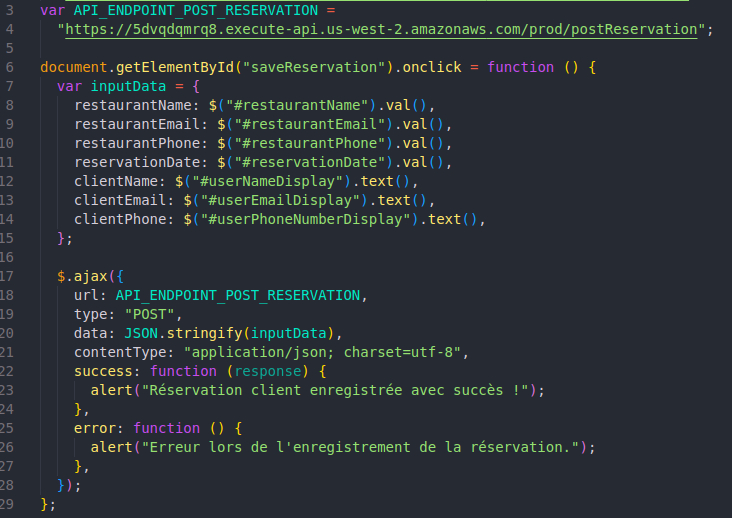 3 var API_ENDPOINT_POST_RESERVATION =
4 "https://5dvqdqmrq8.execute-api.us-west-2.amazonaws.com/prod/postReservation";
5
6 document.getElementById("saveReservation").onclick = function () {
7 var inputData = {
8 restaurantName: $("#restaurantName").val(),
9 restaurantEmail: $("#restaurantEmail").val(),
10 restaurantPhone: $("#restaurantPhone").val(),
11 reservationDate: $("#reservationDate").val(),
12 clientName: $("#userNameDisplay").text(),
13 clientEmail: $("#userEmailDisplay").text(),
14 clientPhone: $("#userPhoneNumberDisplay").text(),
15 };
16
17 $.ajax({
18 url: API_ENDPOINT_POST_RESERVATION,
19 type: "POST",
20 data: JSON.stringify(inputData),
21 contentType: "application/json; charset=utf-8",
22 success: function (response) {
23 alert("Réservation client enregistrée avec succès !");
24 },
25 error: function () {
26 alert("Erreur lors de l'enregistrement de la réservation.");
27 },
28 });
29 };